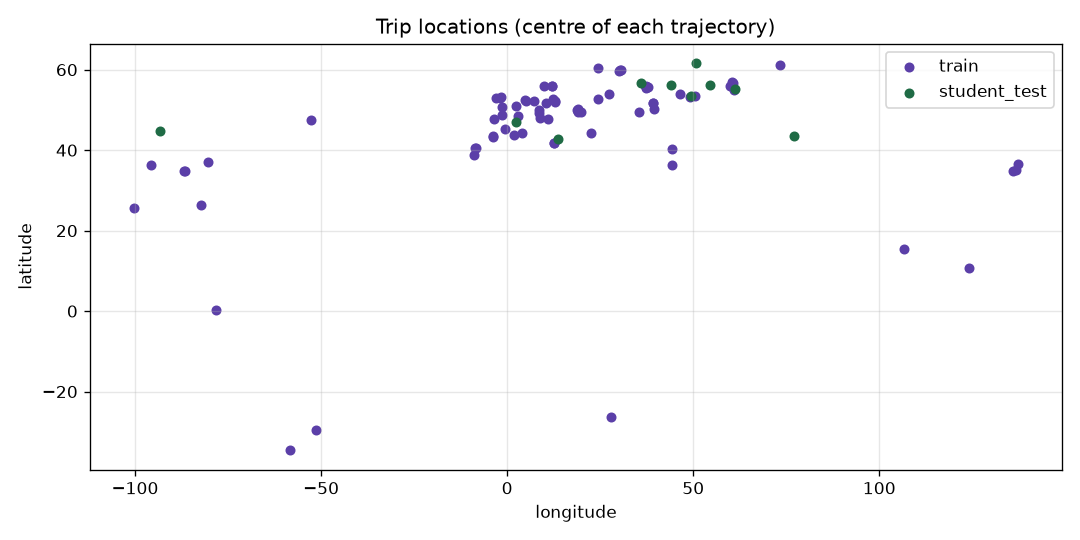 Trip locations (centre of each trajectory)
train
student_test
60
40
20
0
−20
latitude
−100
−50
0
50
100
longitude